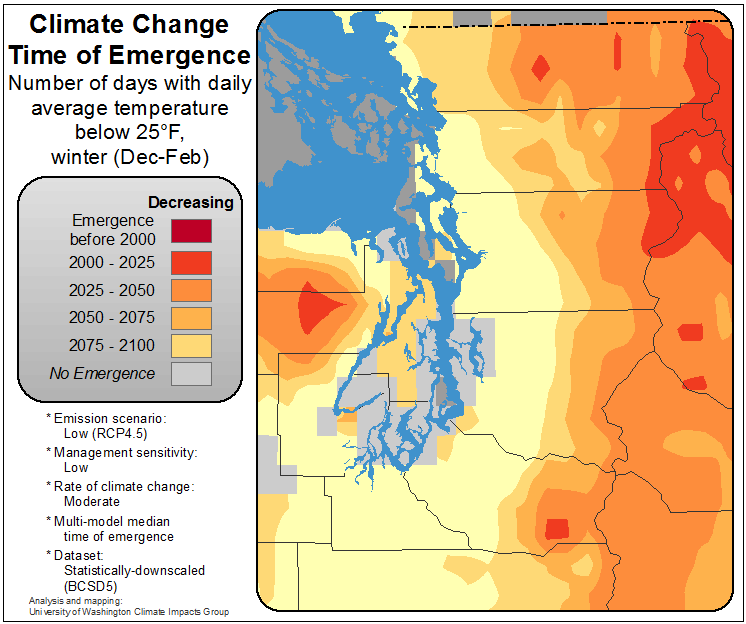 Climate Change
Time of Emergence
Number of days with daily
average temperature
below 25°F,
winter (Dec-Feb)
Decreasing
Emergence
before 2000
2000 - 2025
2025 - 2050
2050 - 2075
2075 - 2100
No Emergence
* Emission scenario:
Low (RCP4.5)
* Management sensitivity:
Low
* Rate of climate change:
Moderate
* Multi-model median
time of emergence
* Dataset:
Statistically-downscaled
(BCSD5)
Analysis and mapping:
University of Washington Climate Impacts Group